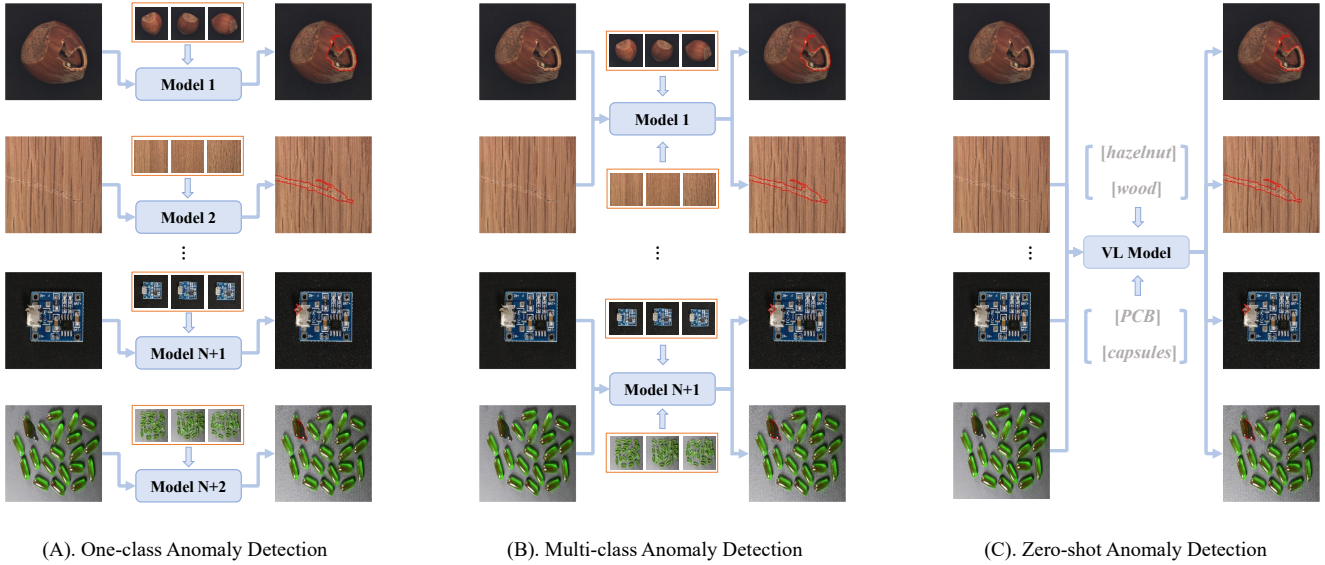 Model 1
Model 2
⋮
Model N+1
Model N+2
(A). One-class Anomaly Detection
Model 1
⋮
Model N+1
(B). Multi-class Anomaly Detection
[hazelnut]
[wood]
⋮
VL Model
[PCB]
[capsules]
(C). Zero-shot Anomaly Detection